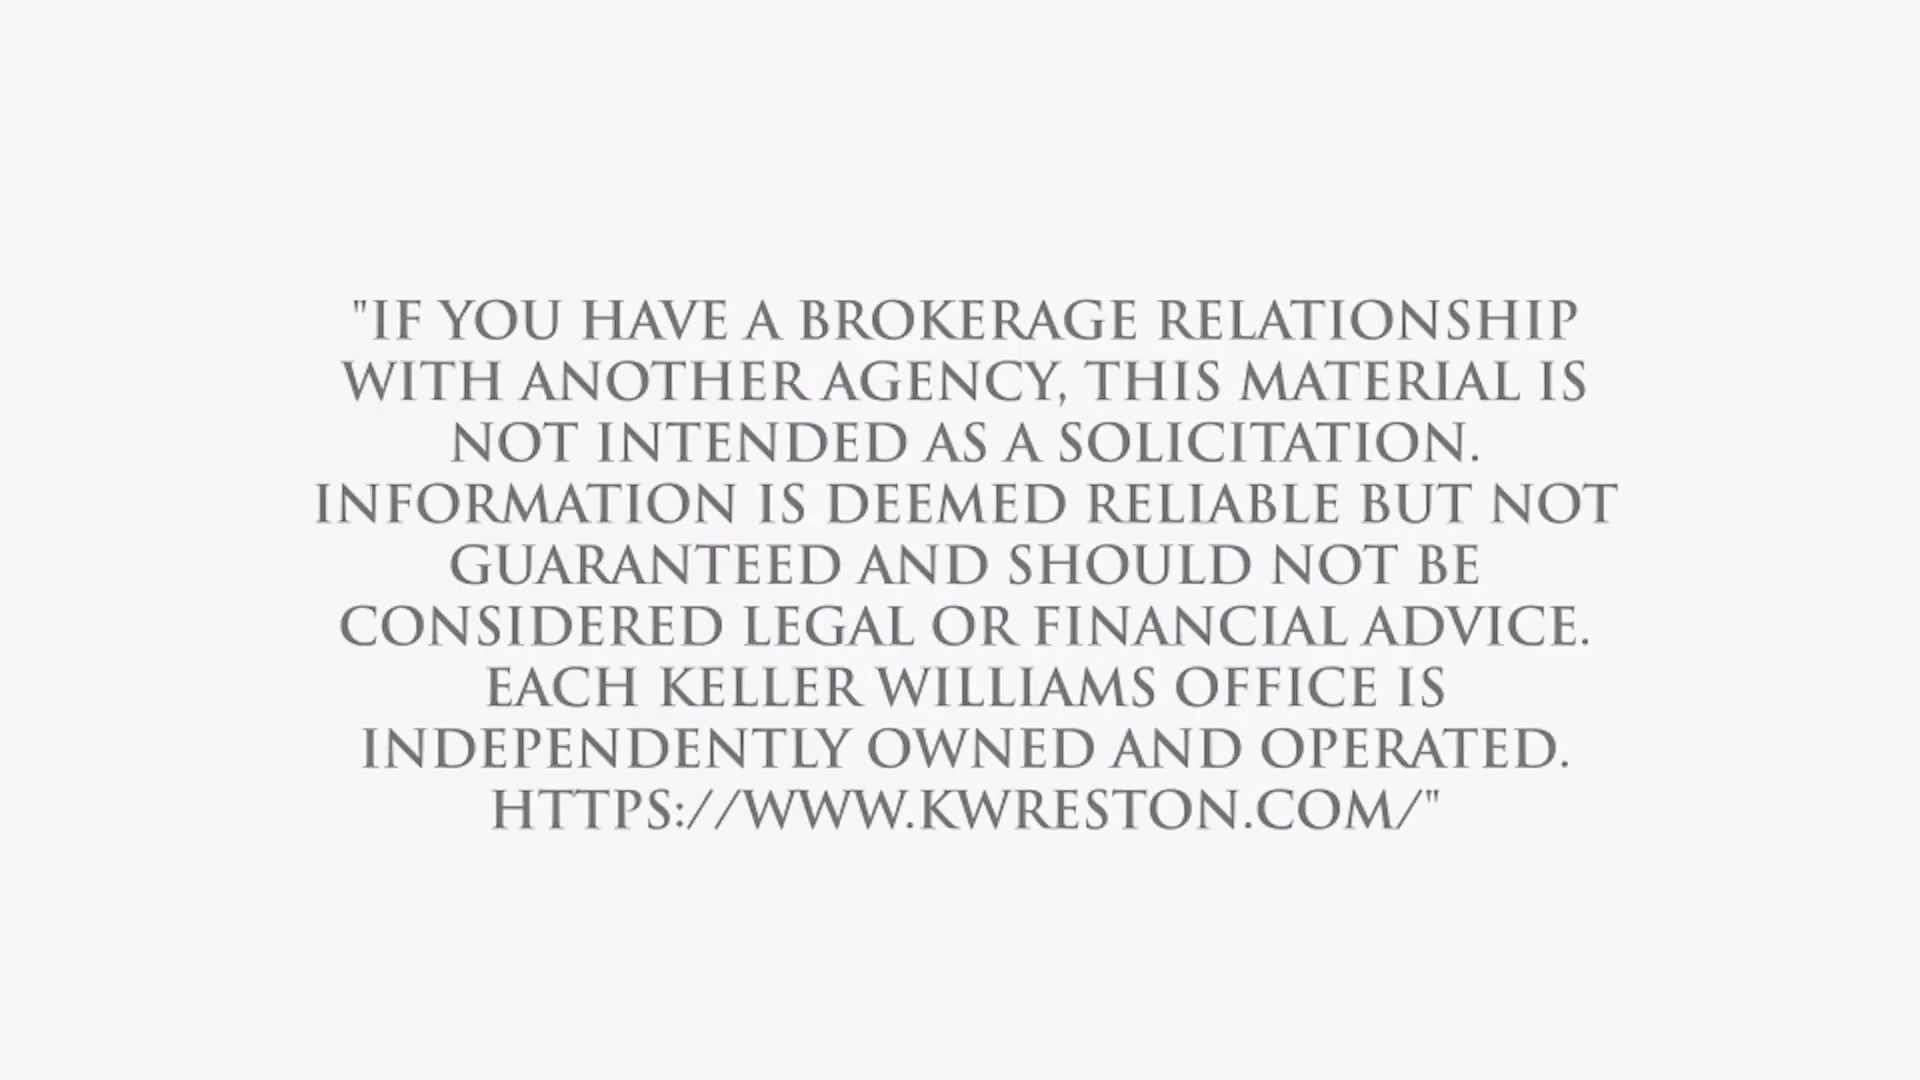 "IF YOU HAVE A BROKERAGE RELATIONSHIP
WITH ANOTHER AGENCY, THIS MATERIAL IS
NOT INTENDED AS A SOLICITATION.
INFORMATION IS DEEMED RELIABLE BUT NOT
GUARANTEED AND SHOULD NOT BE
CONSIDERED LEGAL OR FINANCIAL ADVICE.
EACH KELLER WILLIAMS OFFICE IS
INDEPENDENTLY OWNED AND OPERATED.
HTTPS://WWW.KWRESTON.COM/"